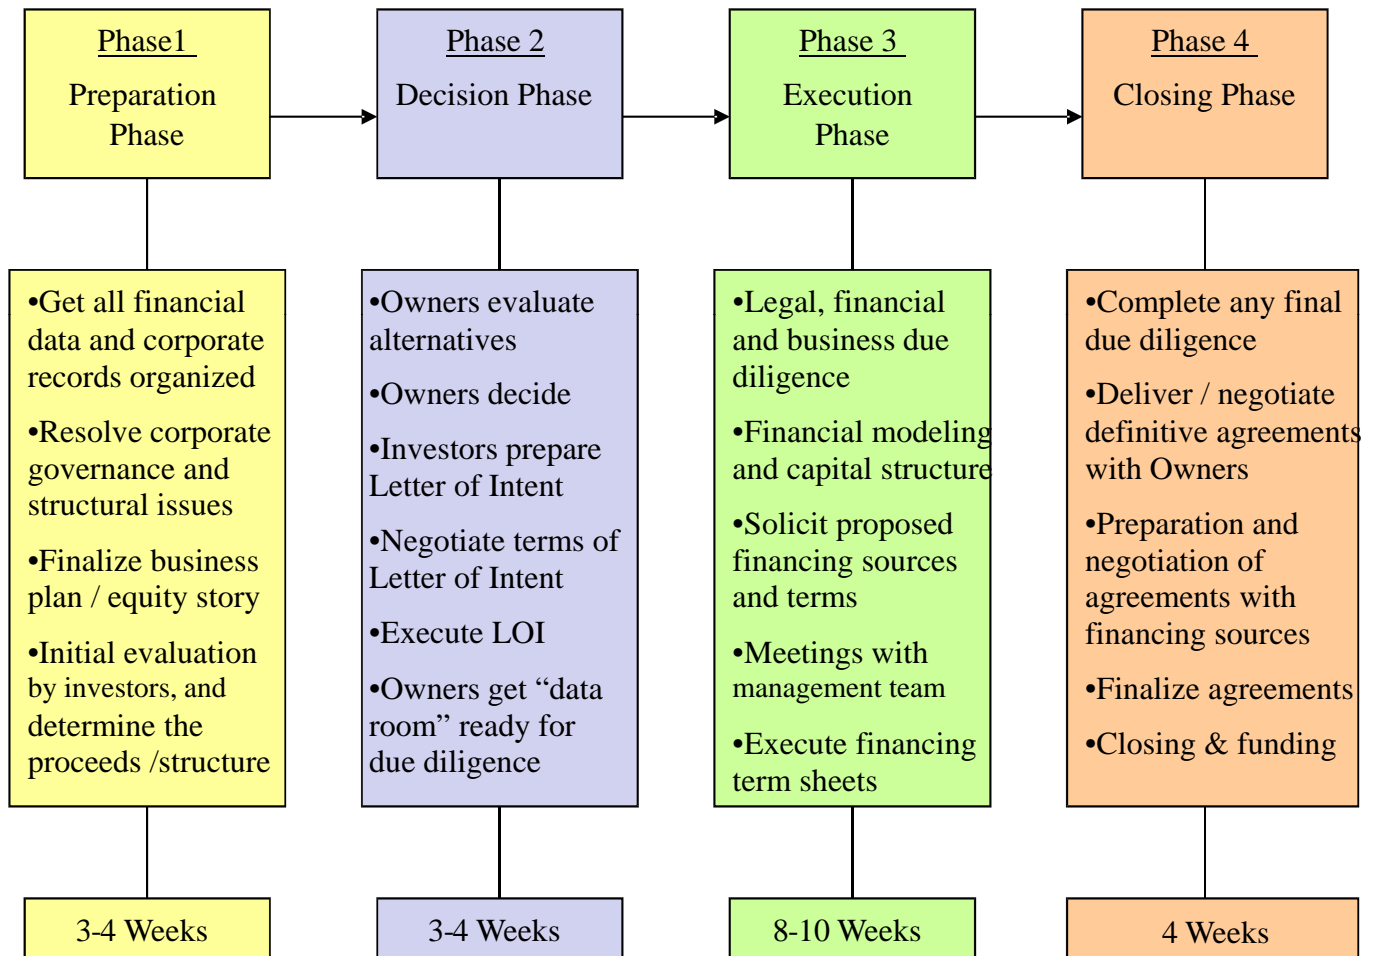 Phase1
Preparation
Phase
Phase 2
Decision Phase
Phase 3
Execution
Phase
Phase 4
Closing Phase
•Get all financial
data and corporate
records organized
•Resolve corporate
governance and
structural issues
•Finalize business
plan / equity story
•Initial evaluation
by investors, and
determine the
proceeds /structure
•Owners evaluate
alternatives
•Owners decide
•Investors prepare
Letter of Intent
•Negotiate terms of
Letter of Intent
•Execute LOI
•Owners get “data
room” ready for
due diligence
•Legal, financial
and business due
diligence
•Financial modeling
and capital structure
•Solicit proposed
financing sources
and terms
•Meetings with
management team
•Execute financing
term sheets
•Complete any final
due diligence
•Deliver / negotiate
definitive agreements
with Owners
•Preparation and
negotiation of
agreements with
financing sources
•Finalize agreements
•Closing & funding
3-4 Weeks
3-4 Weeks
8-10 Weeks
4 Weeks